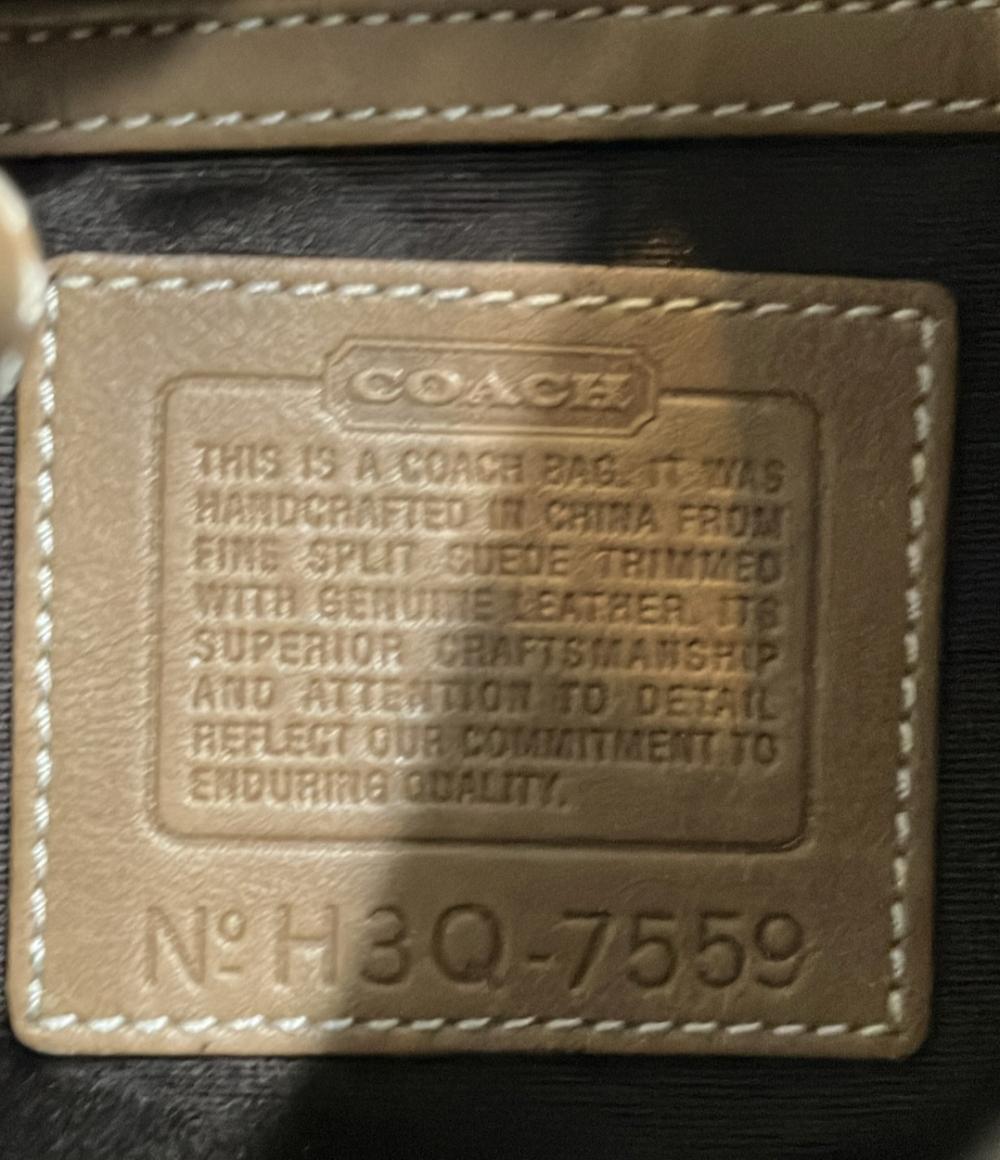 COACH
THIS IS A COACH BAG. IT WAS
HANDCRAFTED IN CHINA FROM
FINE SPLIT SUEDE TRIMMED
WITH GENUINE LEATHER. ITS
SUPERIOR CRAFTSMANSHIP
AND ATTENTION TO DETAIL
REFLECT OUR COMMITMENT TO
ENDURING QUALITY.
Nº H3Q-7559